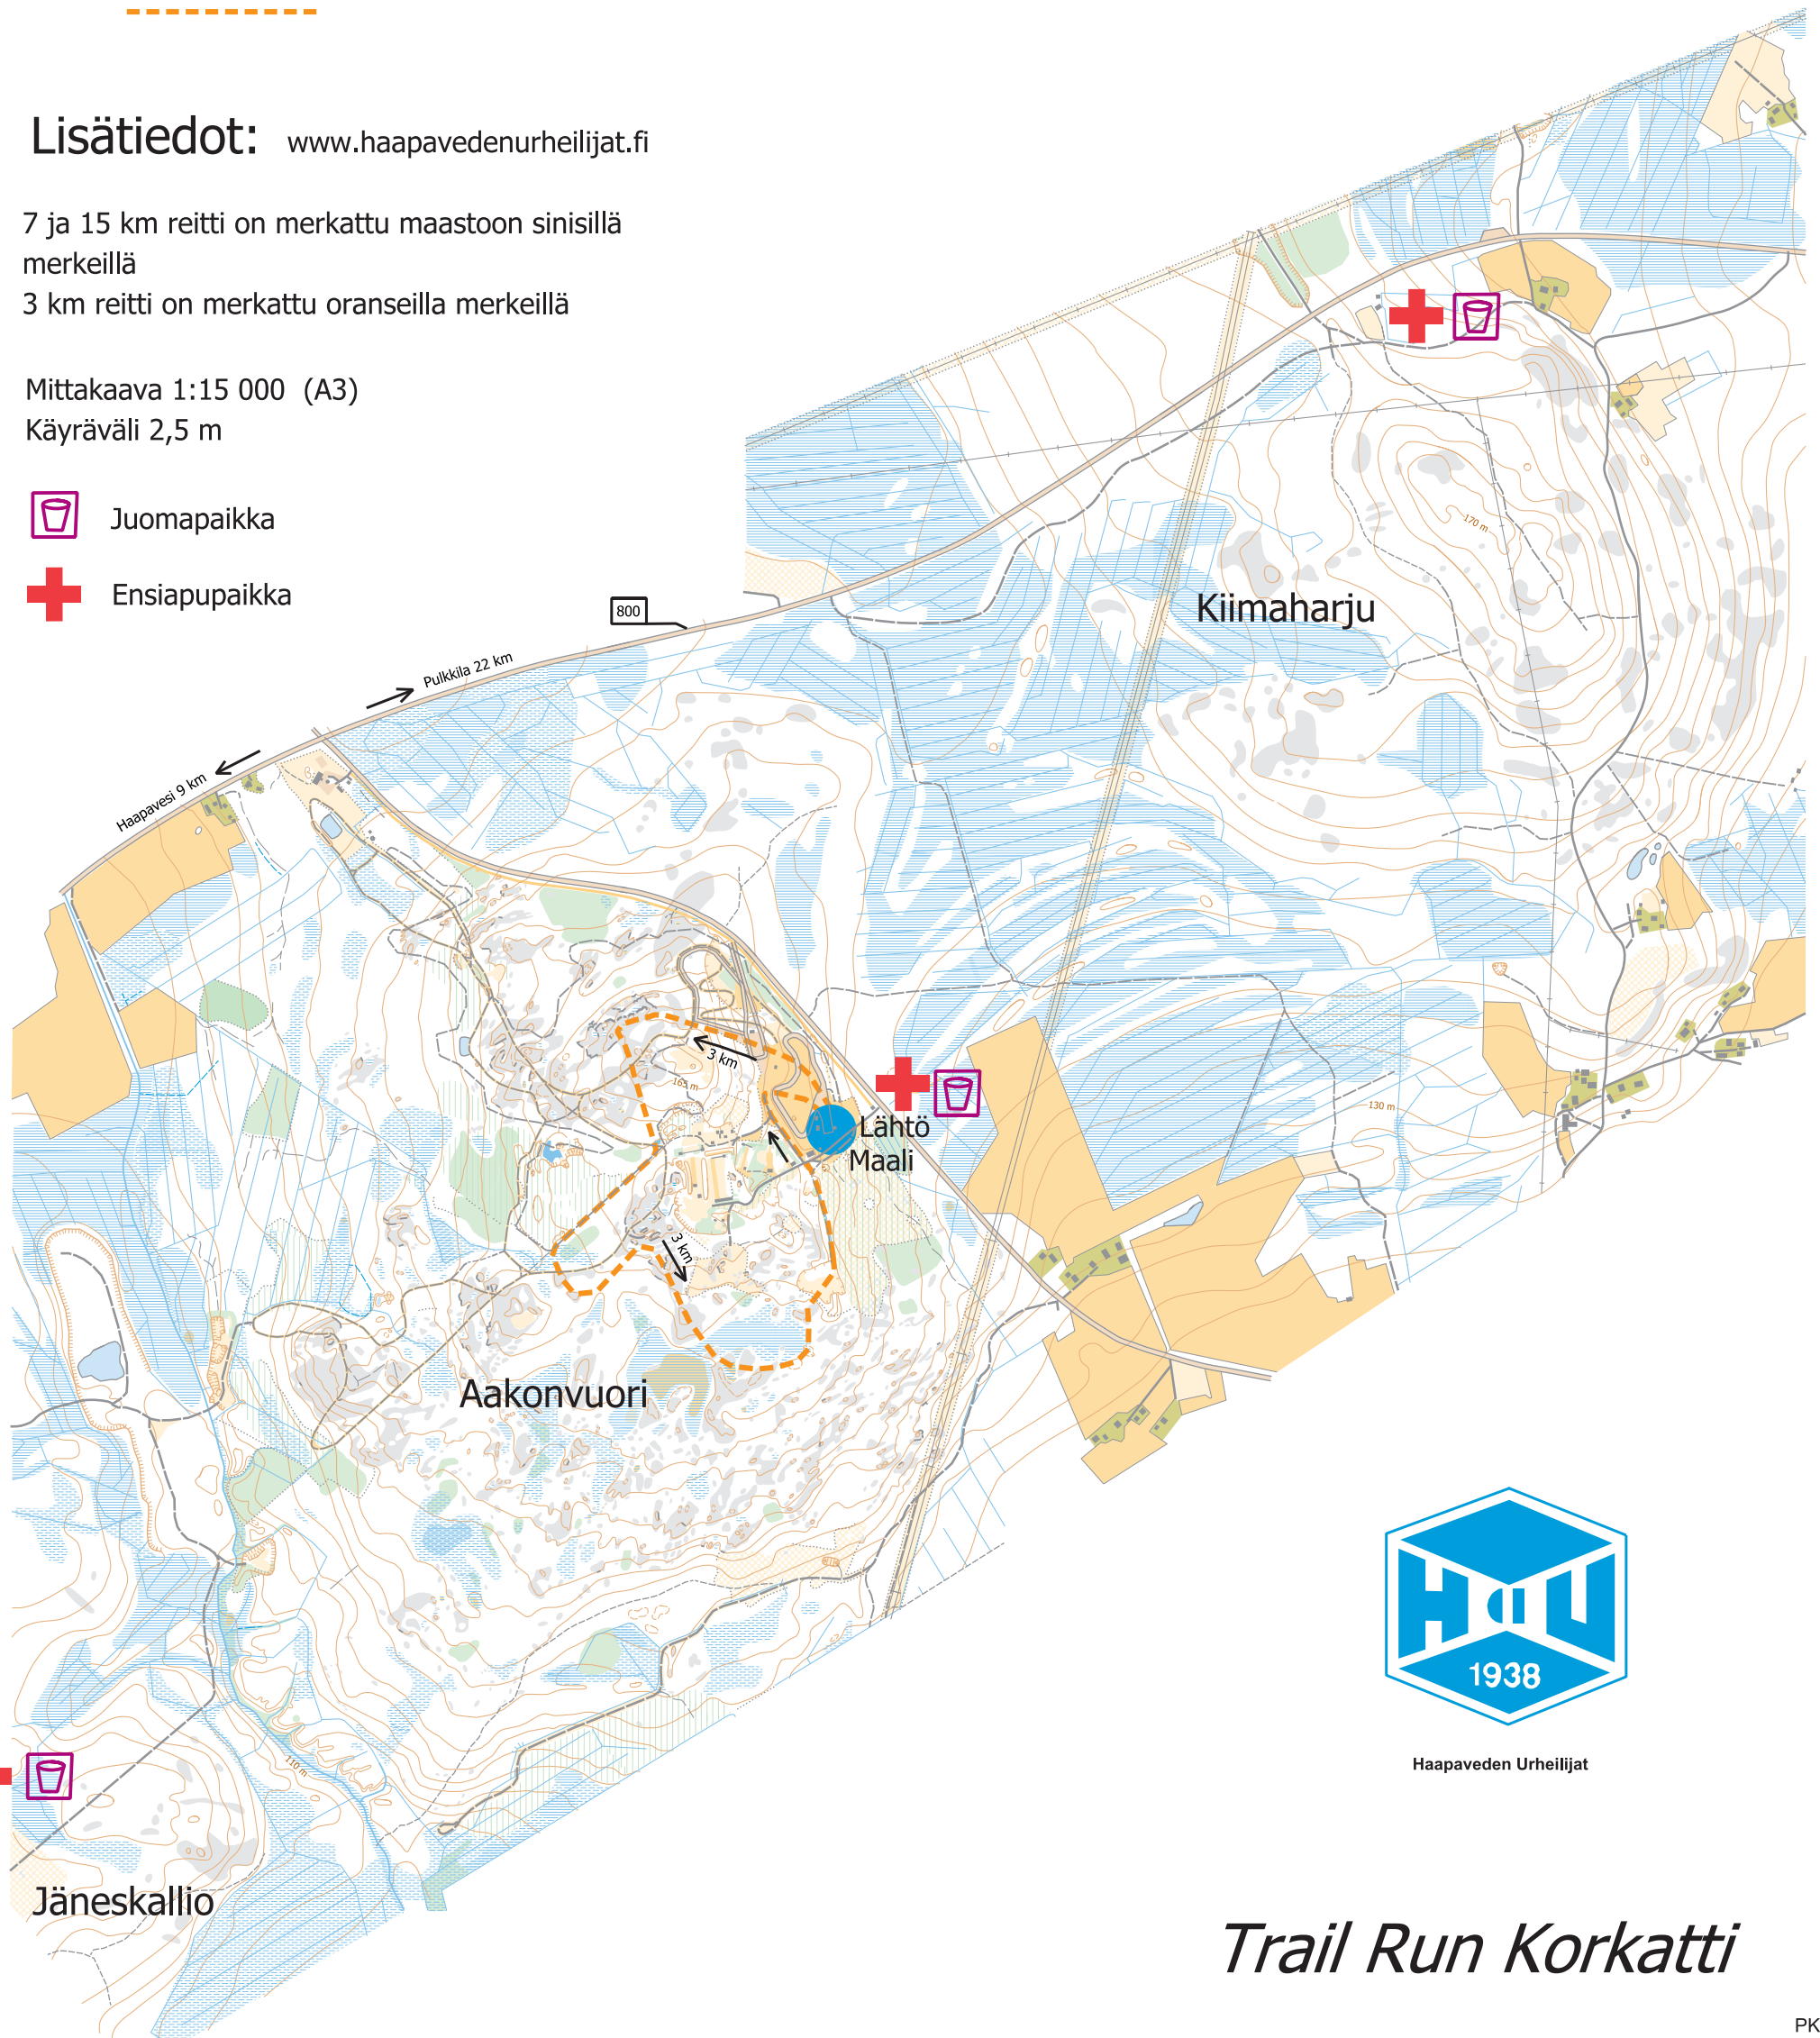 Lisätiedot: www.haapavedenurheilijat.fi
7 ja 15 km reitti on merkattu maastoon sinisillä
merkeillä
3 km reitti on merkattu oranseilla merkeillä
Mittakaava 1:15 000 (A3)
Käyräväli 2,5 m
Juomapaikka
Ensiapupaikka
800
Pulkkila 22 km
Haapavesi 9 km
170 m
Kiimaharju
3 km
165 m
130 m
Lähtö
Maali
3 km
Aakonvuori
110 m
Jäneskallio
HaU
1938
Haapaveden Urheilijat
Trail Run Korkatti
PK